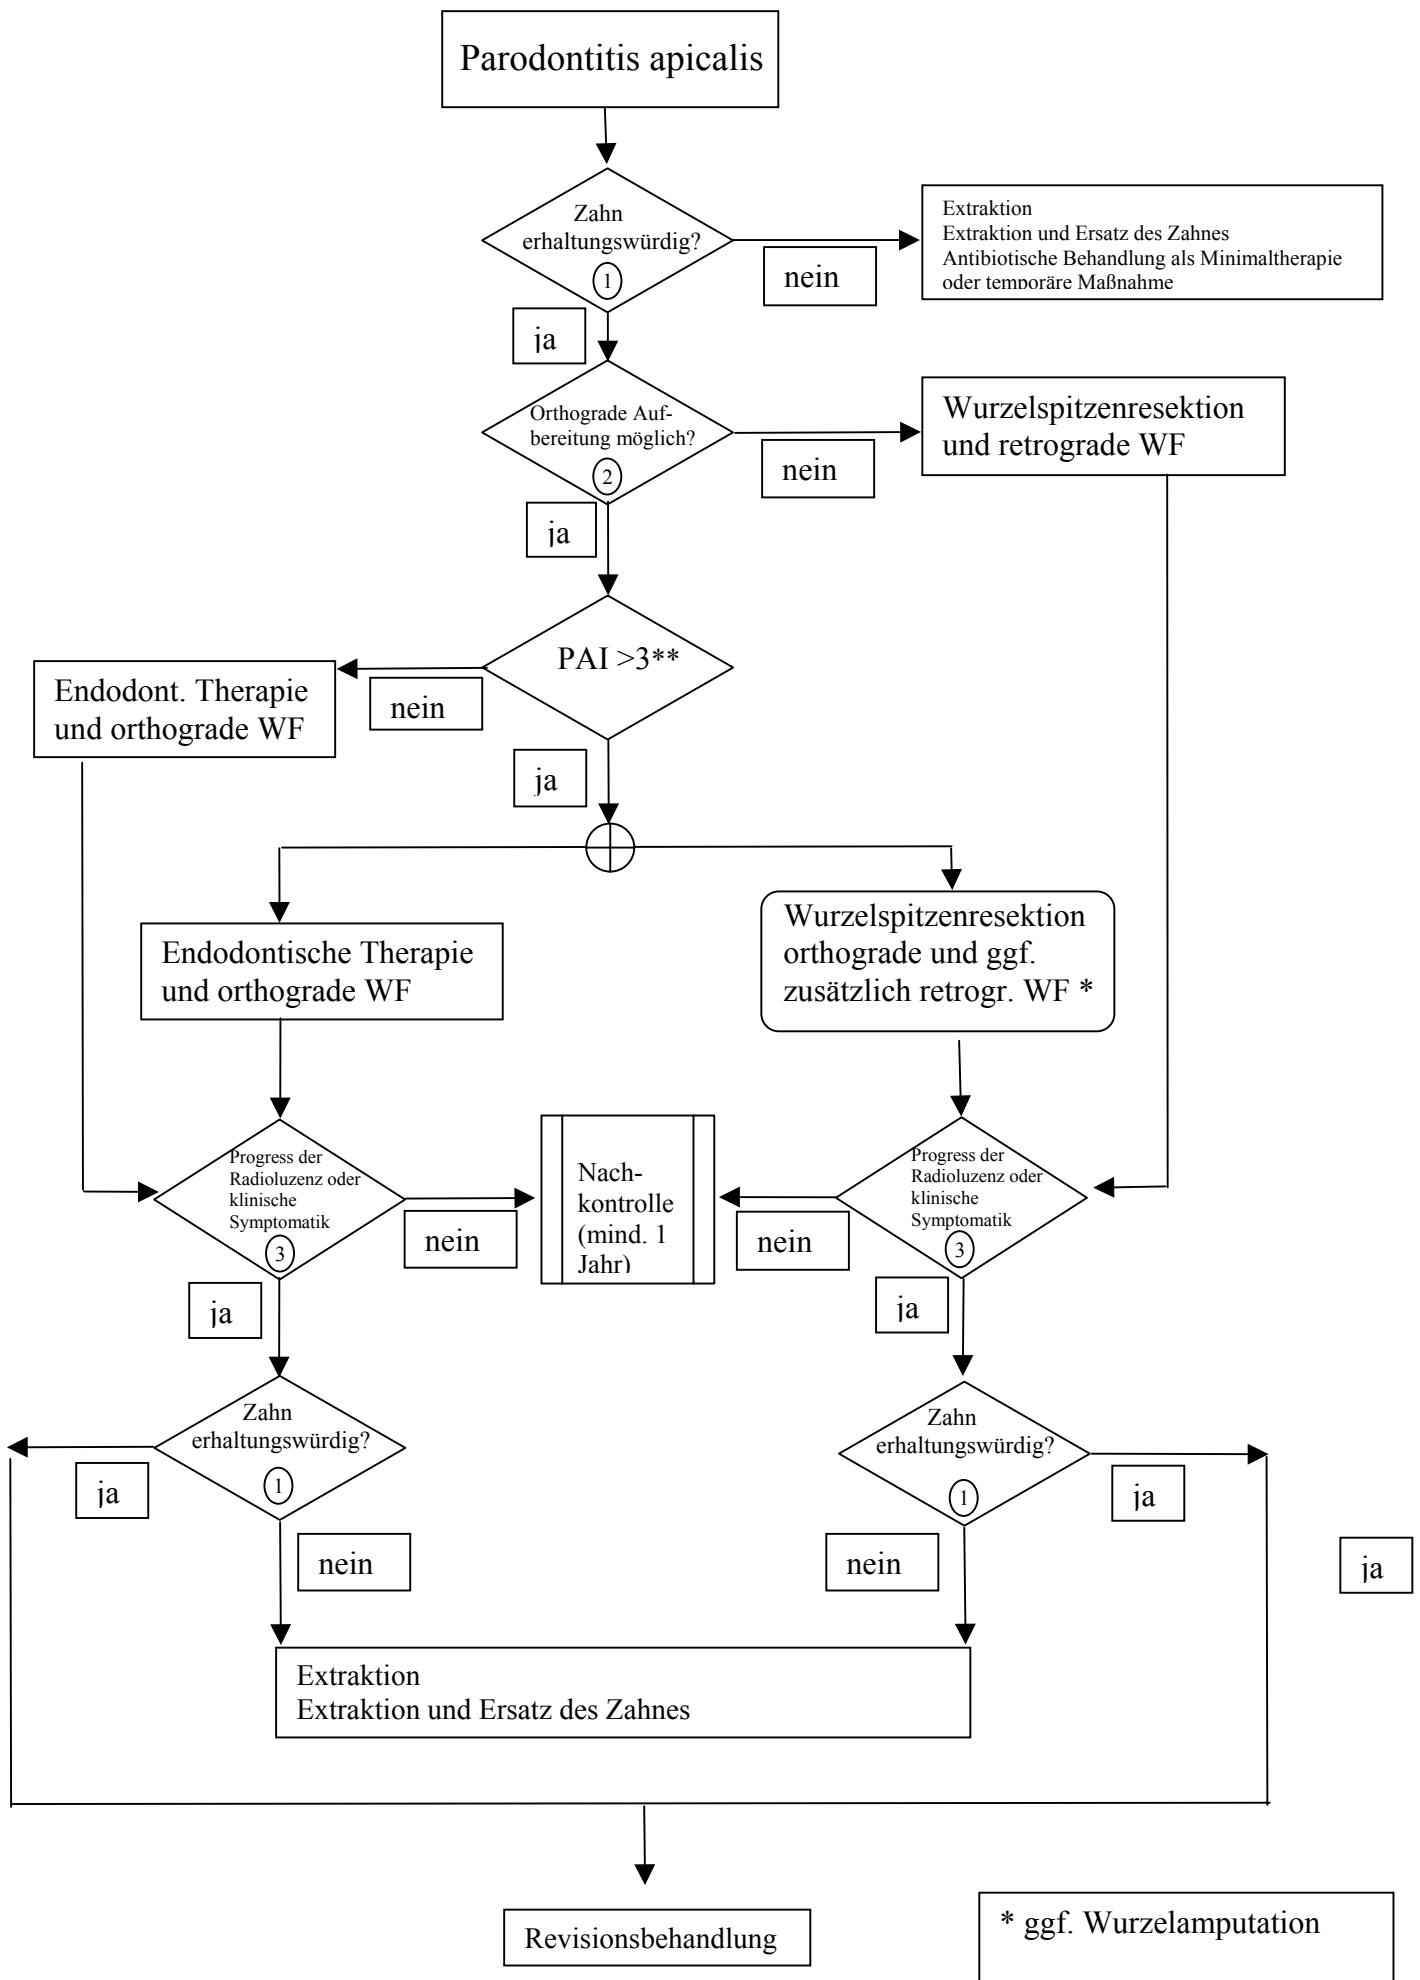 Parodontitis apicalis
Zahn
erhaltungswürdig?
1
nein
Extraktion
Extraktion und Ersatz des Zahnes
Antibiotische Behandlung als Minimaltherapie
oder temporäre Maßnahme
ja
Orthograde Auf-
bereitung möglich?
2
nein
Wurzelspitzenresektion
und retrograde WF
ja
PAI >3**
nein
Endodont. Therapie
und orthograde WF
ja
Endodontische Therapie
und orthograde WF
Wurzelspitzenresektion
orthograde und ggf.
zusätzlich retrogr. WF *
Progress der
Radioluzenz oder
klinische
Symptomatik
3
nein
Nach-
kontrolle
(mind. 1
Jahr)
nein
Progress der
Radioluzenz oder
klinische
Symptomatik
3
ja
ja
Zahn
erhaltungswürdig?
1
ja
nein
Zahn
erhaltungswürdig?
1
ja
nein
ja
Extraktion
Extraktion und Ersatz des Zahnes
Revisionsbehandlung
* ggf. Wurzelamputation